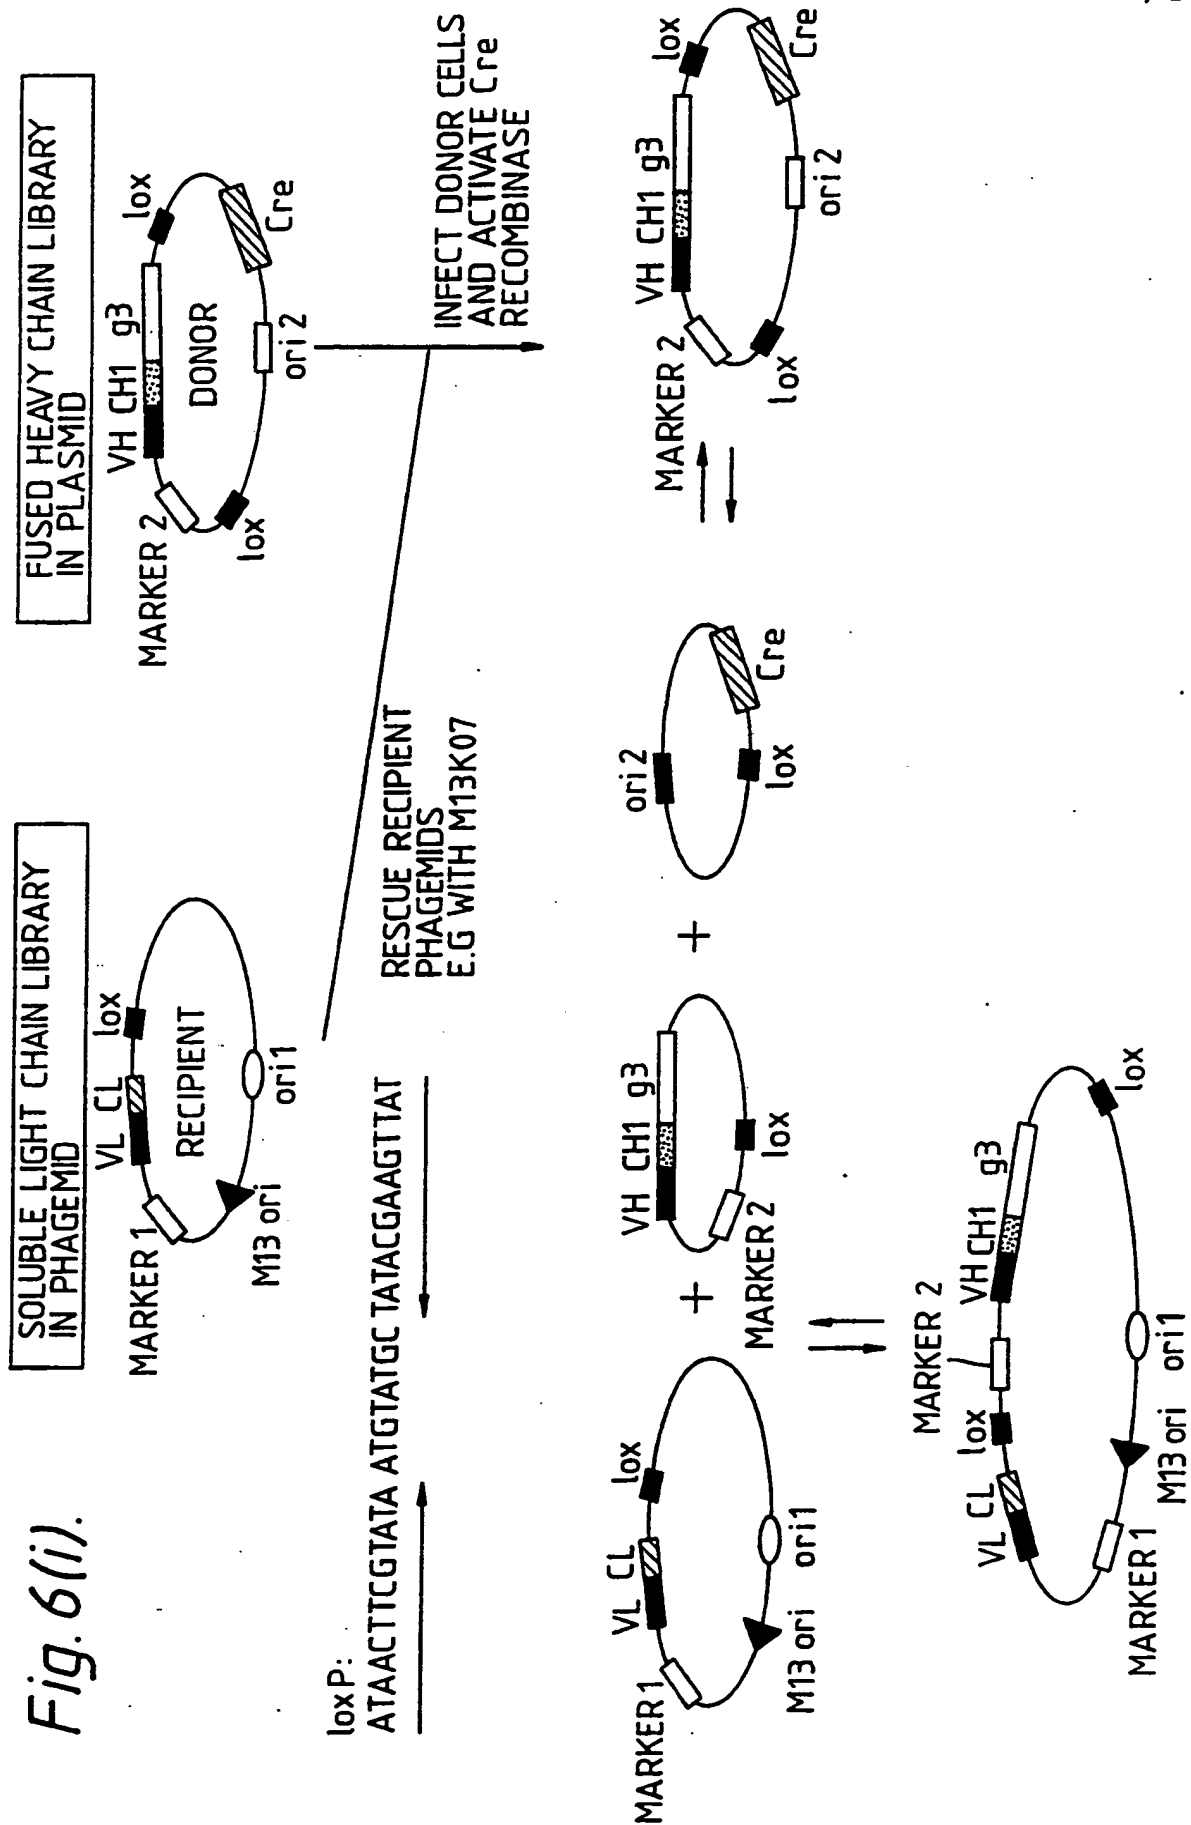 Fig. 6(i).
SOLUBLE LIGHT CHAIN LIBRARY
IN PHAGEMID
FUSED HEAVY CHAIN LIBRARY
IN PLASMID
VL CL
lox
MARKER 1
RECIPIENT
M13 ori
ori1
VH CH1 g3
lox
MARKER 2
DONOR
Cre
lox
ori 2
loxP:
ATAACTTCGTATA ATGTATGC TATACGAAGTTAT
RESCUE RECIPIENT
PHAGEMIDS
E.G WITH M13K07
INFECT DONOR CELLS
AND ACTIVATE Cre
RECOMBINASE
VL CL
lox
MARKER1
M13 ori
ori1
+
VH CH1 g3
MARKER 2
lox
+
ori 2
lox
Cre
VH CH1 g3
lox
MARKER 2
Cre
lox
ori 2
MARKER 2
VL CL
lox
VH CH1
g3
MARKER1
M13 ori
ori1
lox